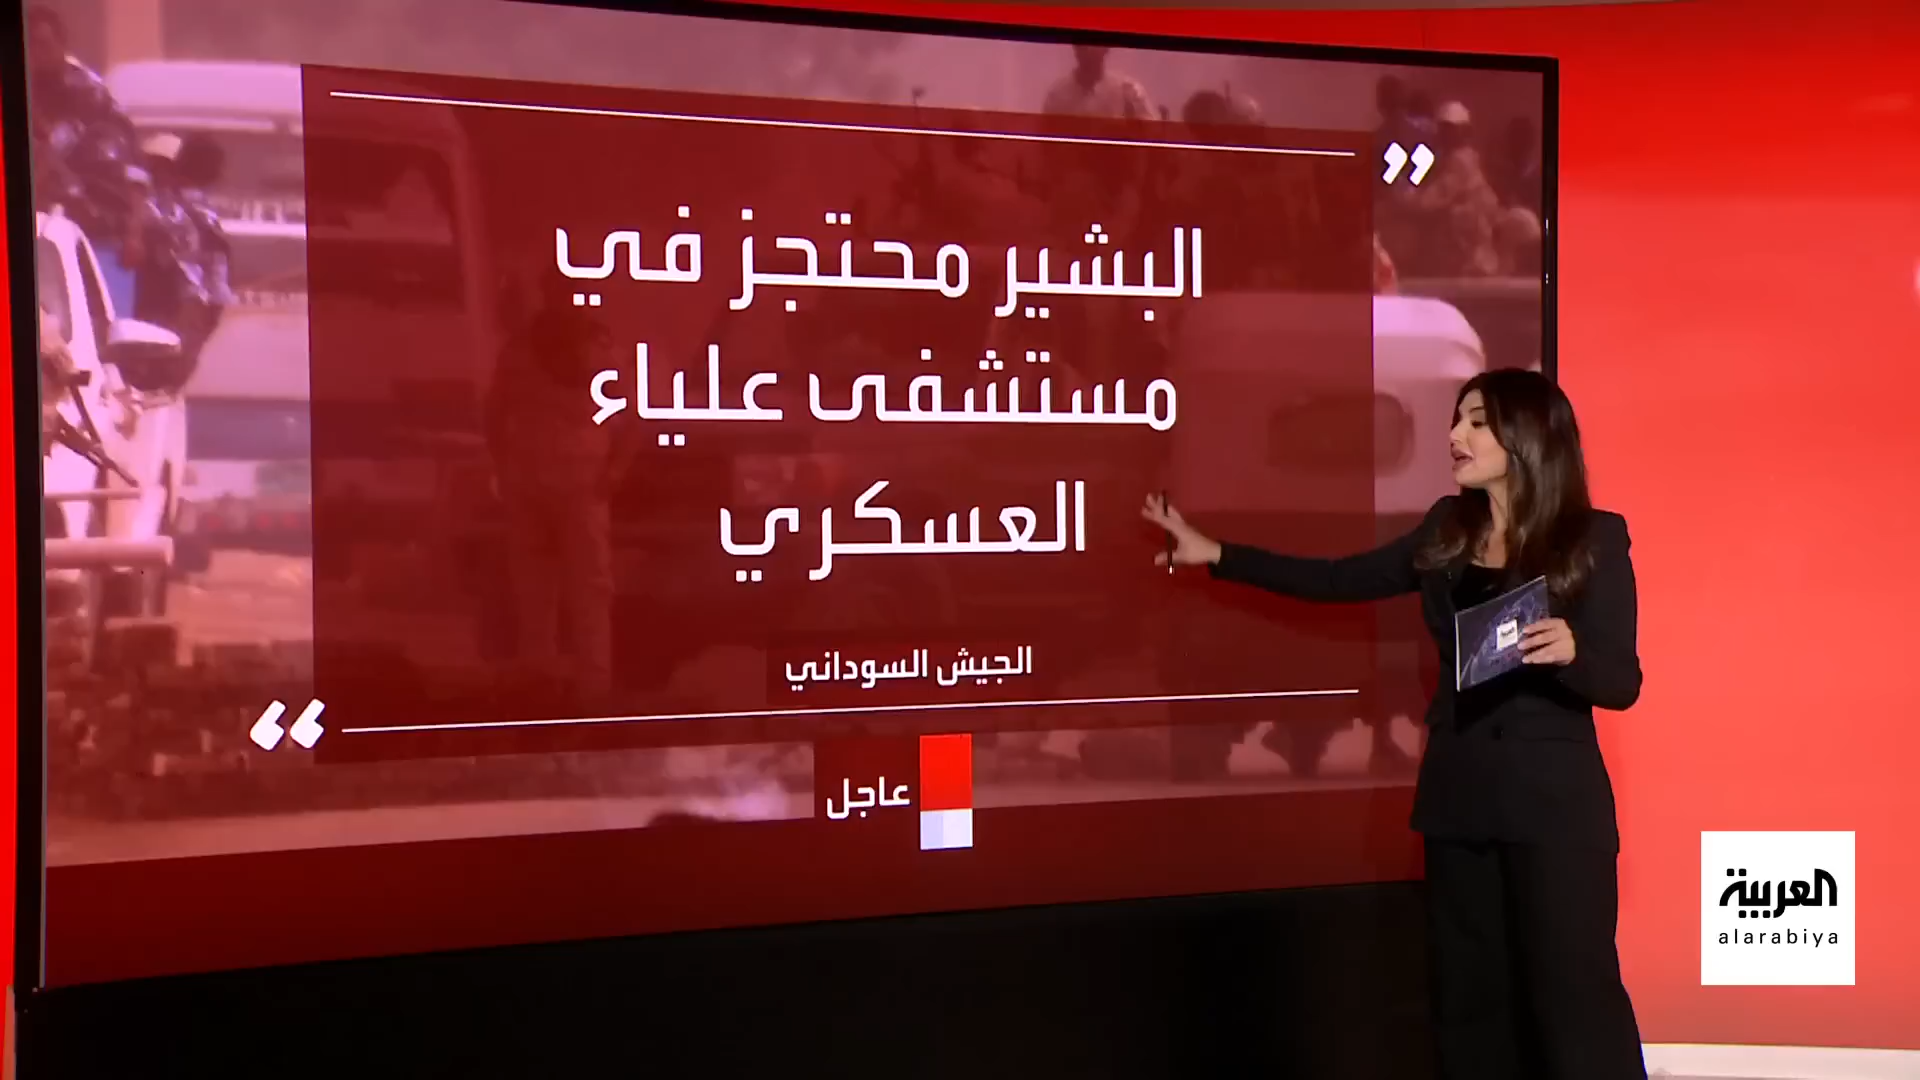 البشير محتجز في
مستشفى علياء
العسكري
الجيش السوداني
عاجل
العربية
alarabiya